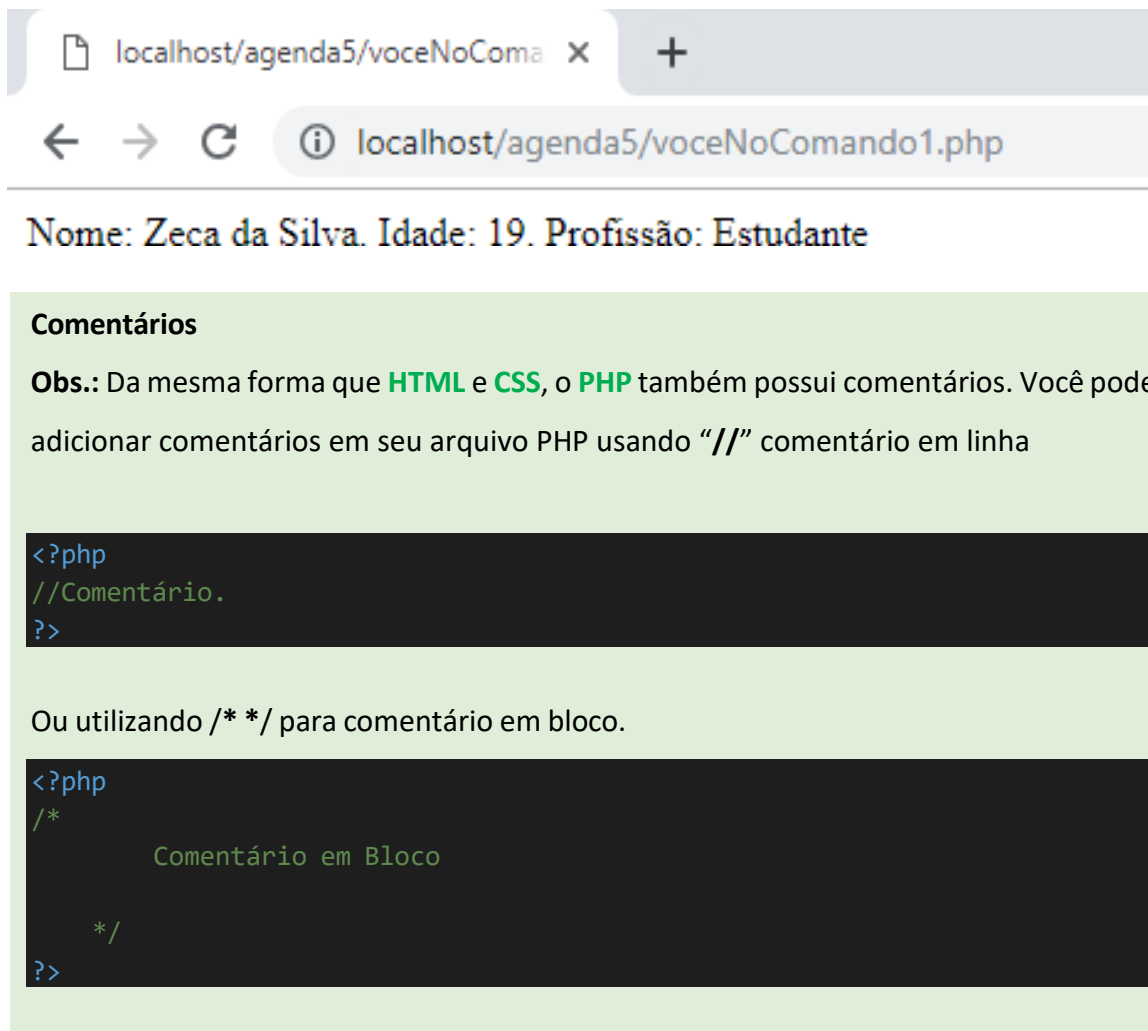 localhost/agenda5/voceNoComa
localhost/agenda5/voceNoComando1.php
Nome: Zeca da Silva. Idade: 19. Profissão: Estudante
Comentários
Obs.: Da mesma forma que HTML e CSS, o PHP também possui comentários. Você pode
adicionar comentários em seu arquivo PHP usando “//” comentário em linha
<?php
//Comentário.
?>
Ou utilizando /* */ para comentário em bloco.
<?php
/*
Comentário em Bloco
*/
?>